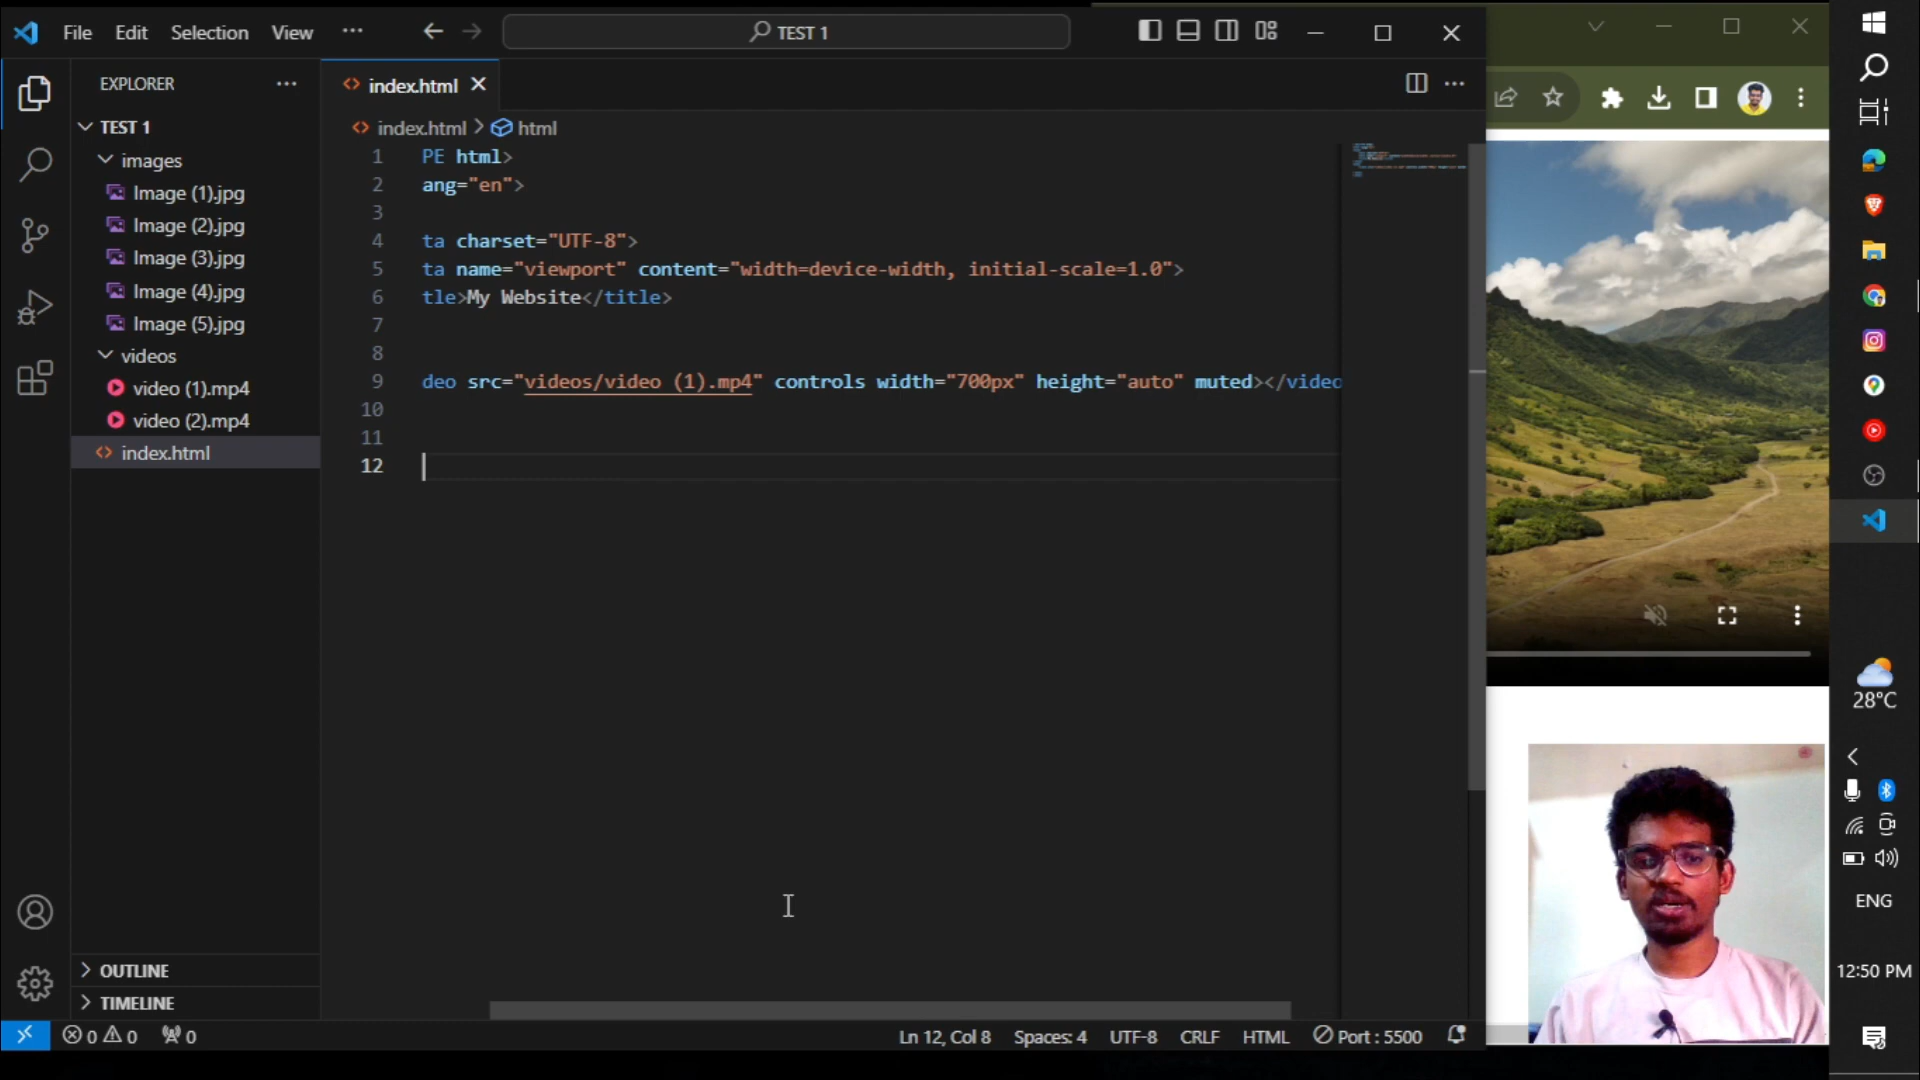 File Edit Selection View ··· TEST 1
EXPLORER ···
index.html
TEST 1
images
Image (1).jpg
Image (2).jpg
Image (3).jpg
Image (4).jpg
Image (5).jpg
videos
video (1).mp4
video (2).mp4
index.html
OUTLINE
TIMELINE
index.html > html
1 PE html>
2 ang="en">
3
4 ta charset="UTF-8">
5 ta name="viewport" content="width=device-width, initial-scale=1.0">
6 tle>My Website</title>
7
8
9 deo src="videos/video (1).mp4" controls width="700px" height="auto" muted></video
10
11
12
0 0 0 Ln 12, Col 8 Spaces: 4 UTF-8 CRLF HTML Port : 5500
28°C
ENG
12:50 PM